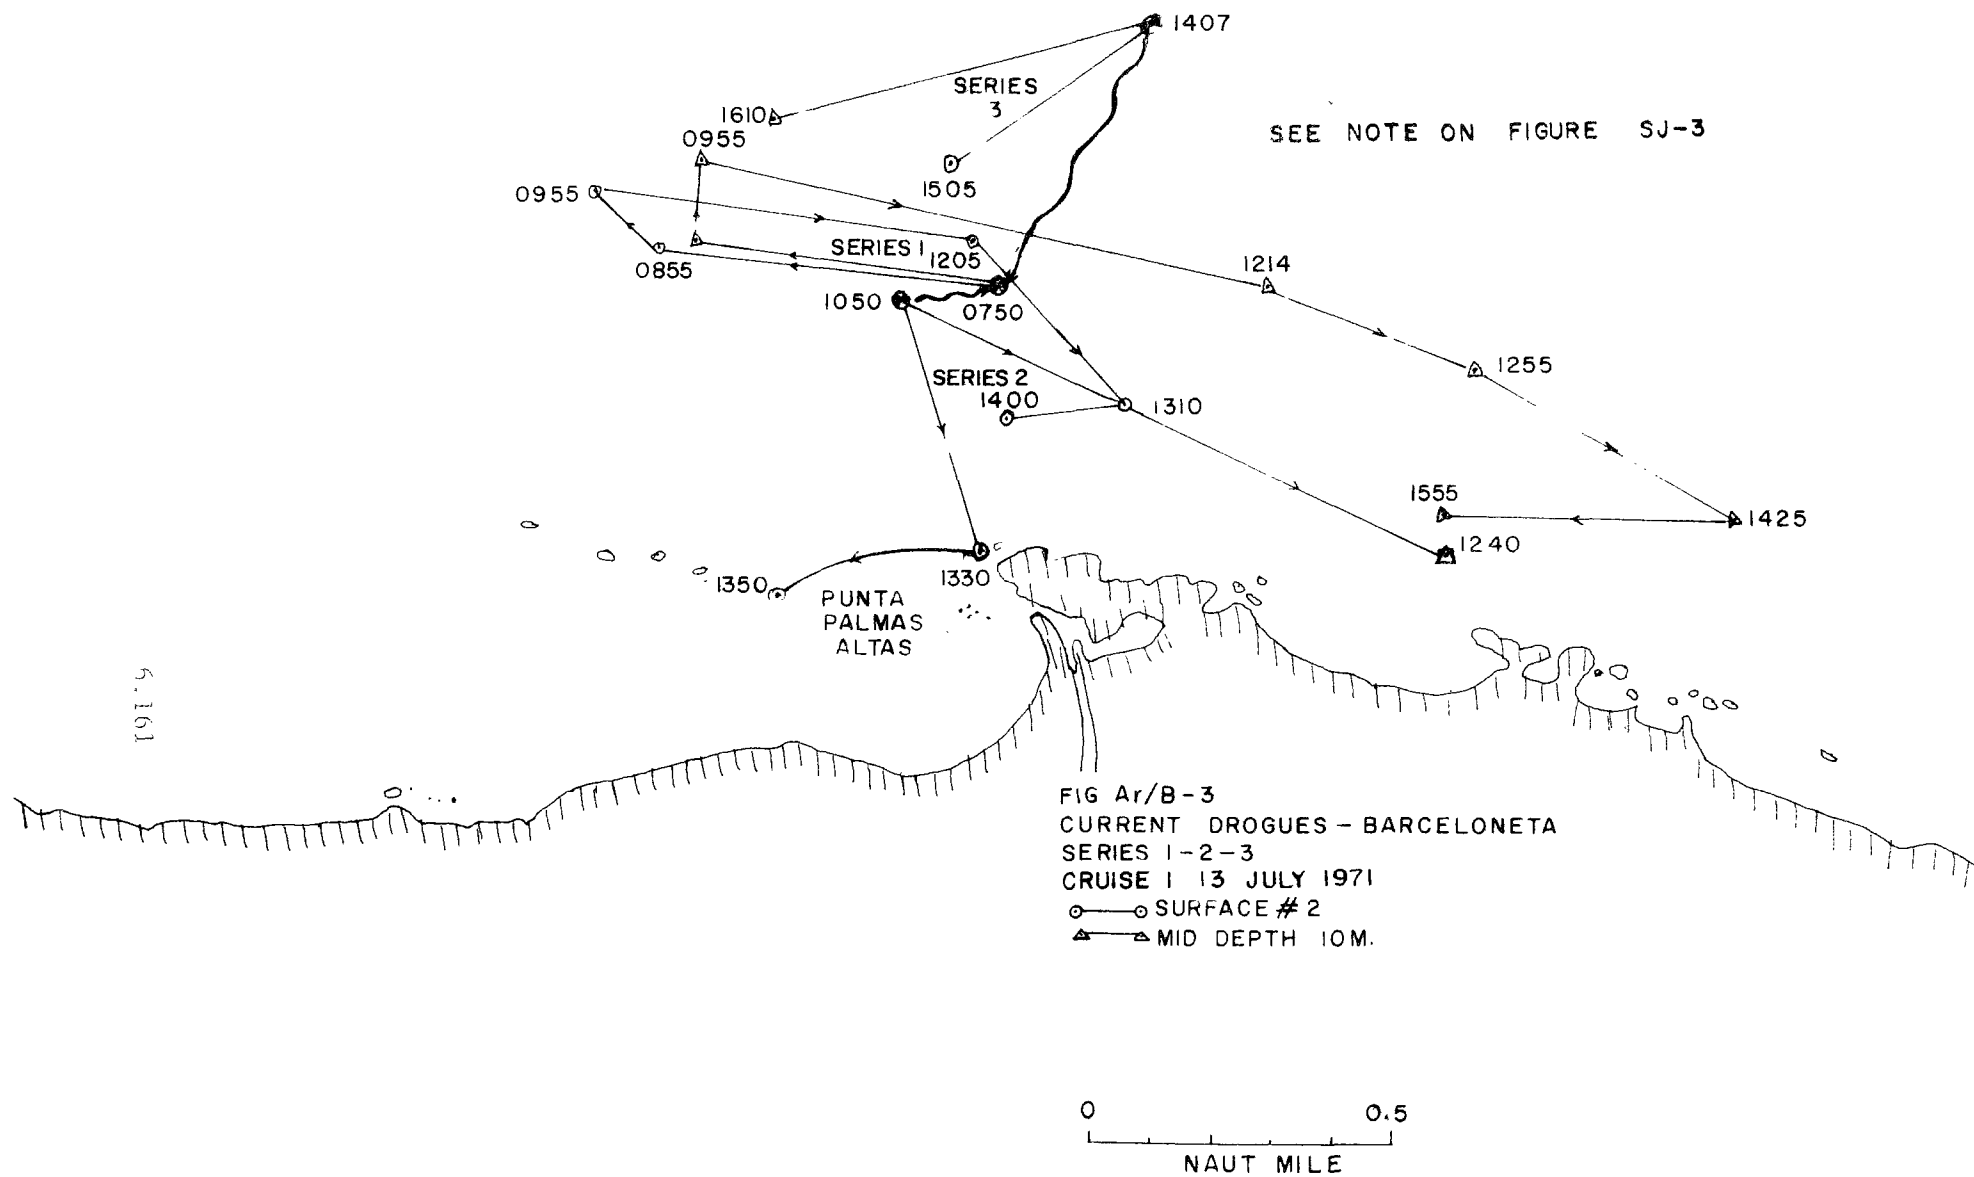 1407
SERIES
3
1610
0955
SEE NOTE ON FIGURE SJ-3
1505
0955
SERIES 1
1205
0855
1214
1050
0750
1255
SERIES 2
1400
1310
1555
1425
1240
1350
1330
PUNTA
PALMAS
ALTAS
6.161
FIG Ar/B-3
CURRENT DROGUES - BARCELONETA
SERIES 1-2-3
CRUISE 1 13 JULY 1971
SURFACE # 2
MID DEPTH 10M.
0 0.5
NAUT MILE